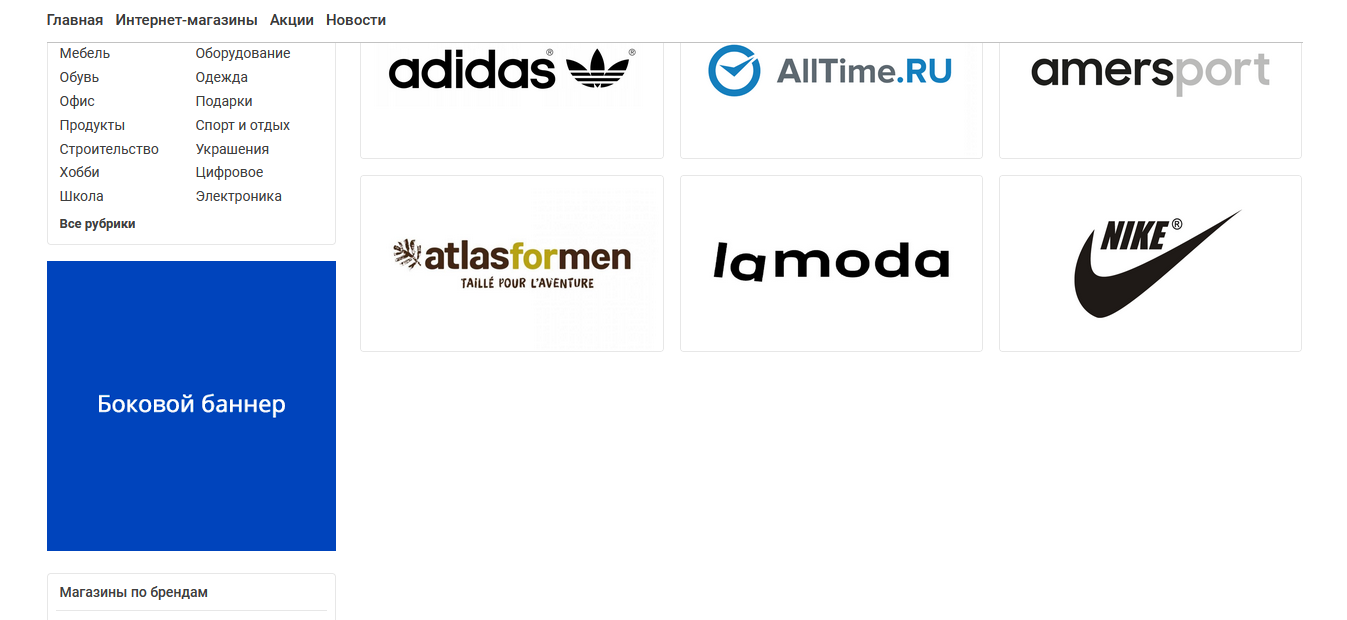 Главная Интернет-магазины Акции Новости
Мебель Оборудование
Обувь Одежда
Офис Подарки
Продукты Спорт и отдых
Строительство Украшения
Хобби Цифровое
Школа Электроника
Все рубрики
adidas® ®
AllTime.RU
amersport
atlasformen
TAILLÉ POUR L'AVENTURE
lamoda
NIKE®
Боковой баннер
Магазины по брендам